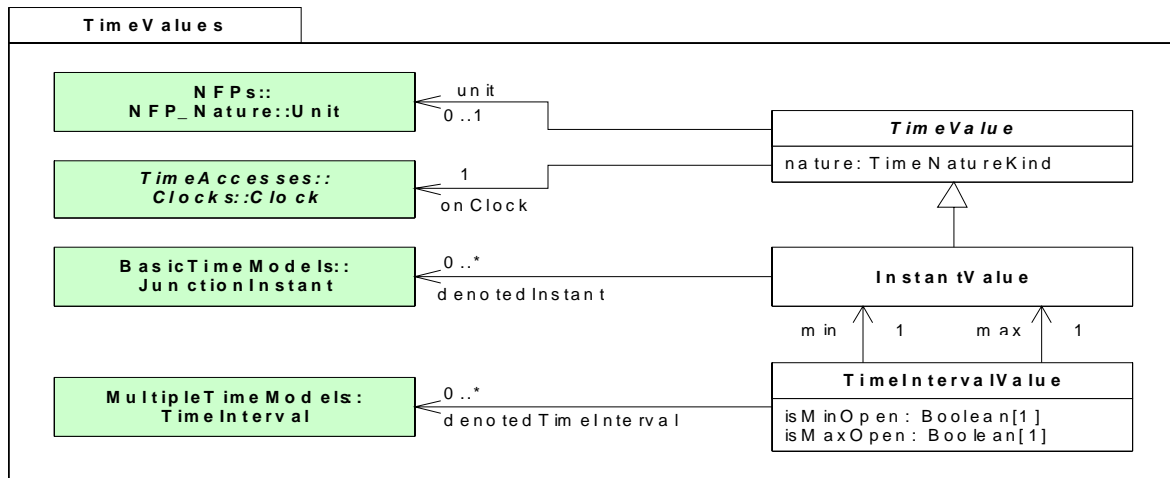 TimeValues
NFPs::
NFP_Nature::Unit
unit
0..1
TimeValue
nature: TimeNatureKind
TimeAccesses::
Clocks::Clock
1
onClock
BasicTimeModels::
JunctionInstant
0..*
denotedInstant
InstantValue
min 1 max 1
MultipleTimeModels::
TimeInterval
0..*
denotedTimeInterval
TimeIntervalValue
isMinOpen: Boolean[1]
isMaxOpen: Boolean[1]